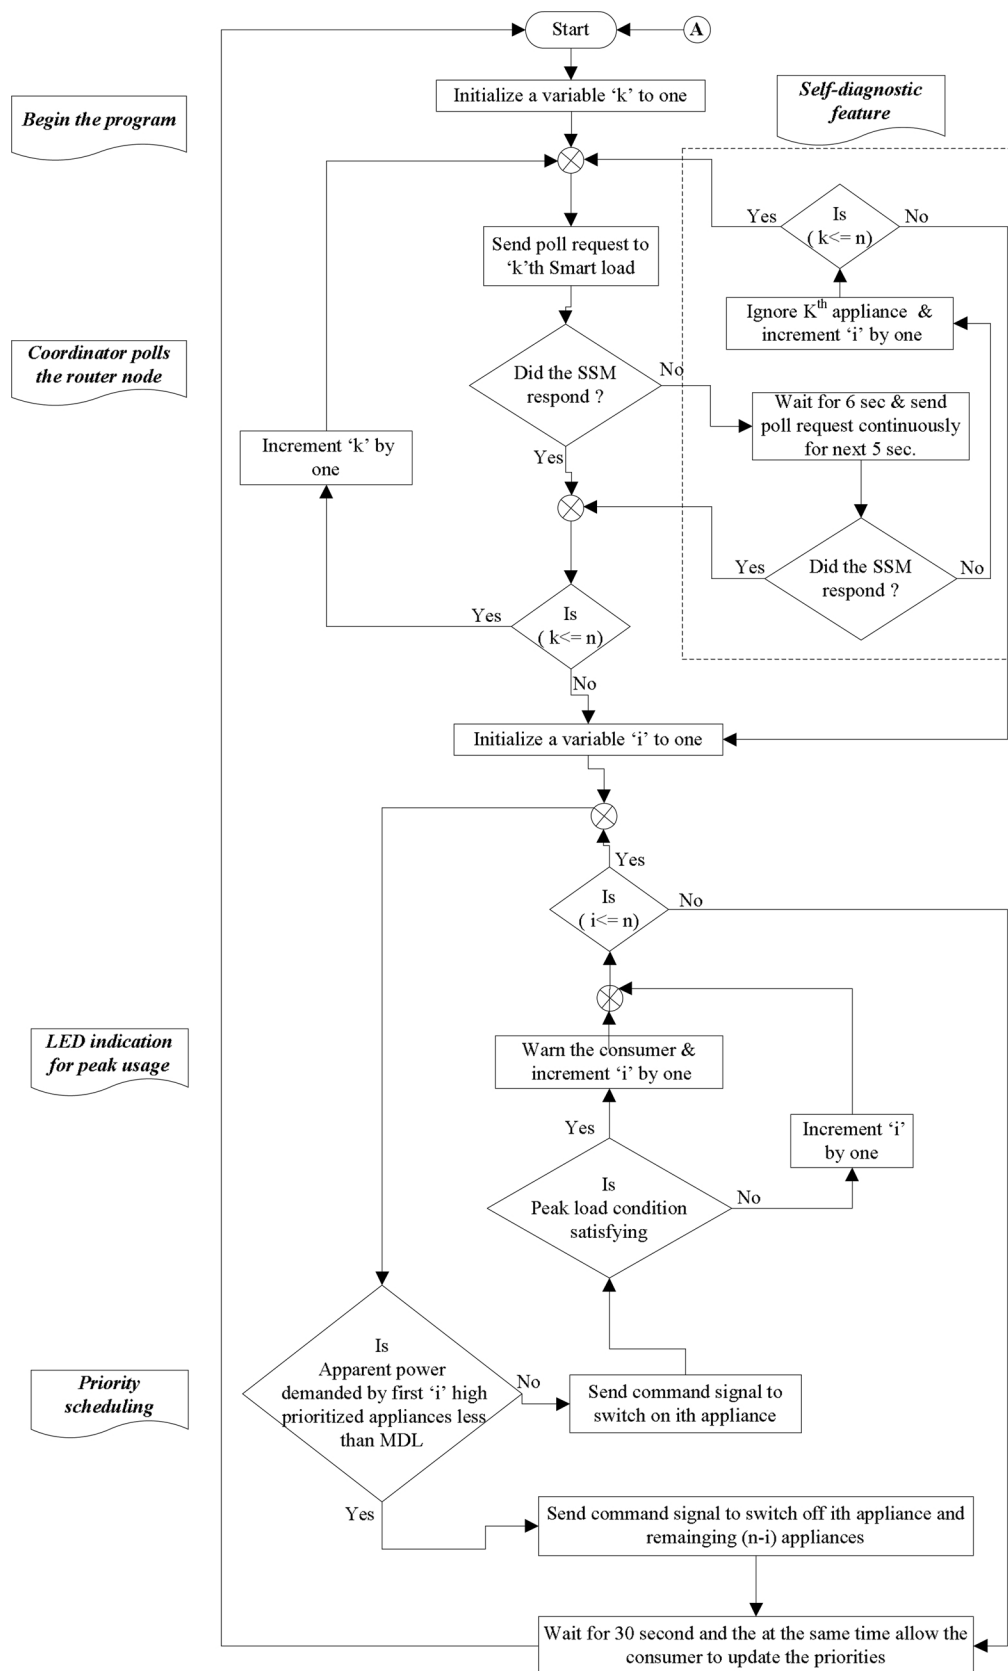 Start
A
Initialize a variable ‘k’ to one
Self-diagnostic
feature
Begin the program
Is
( k<= n)
Yes
No
Send poll request to
‘k’th Smart load
Ignore Kth appliance &
increment ‘i’ by one
Coordinator polls
the router node
Did the SSM
respond ?
No
Wait for 6 sec & send
poll request continuously
for next 5 sec.
Increment ‘k’ by
one
Yes
Did the SSM
respond ?
Yes
No
Is
( k<= n)
Yes
No
Initialize a variable ‘i’ to one
Yes
Is
( i<= n)
No
LED indication
for peak usage
Warn the consumer &
increment ‘i’ by one
Yes
Increment ‘i’
by one
Is
Peak load condition
satisfying
No
Is
Apparent power
demanded by first ‘i’ high
prioritized appliances less
than MDL
No
Priority
scheduling
Send command signal to
switch on ith appliance
Yes
Send command signal to switch off ith appliance and
remainging (n-i) appliances
Wait for 30 second and the at the same time allow the
consumer to update the priorities